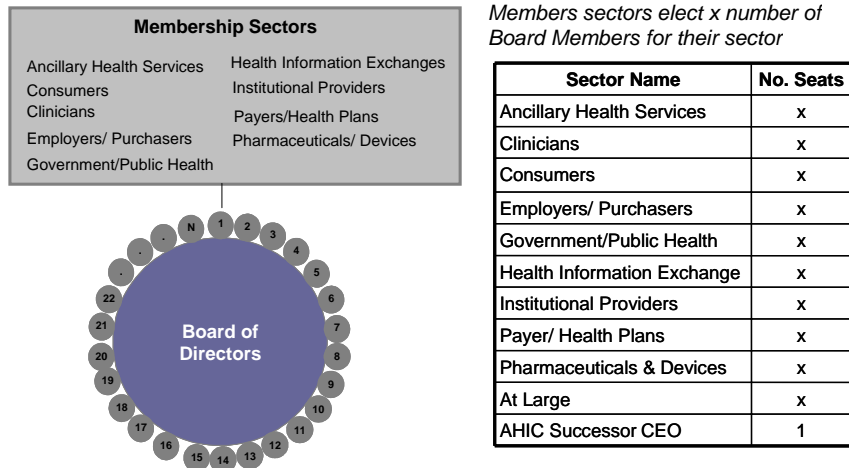 Membership Sectors
Ancillary Health Services
Consumers
Clinicians
Employers/ Purchasers
Government/Public Health
Health Information Exchanges
Institutional Providers
Payers/Health Plans
Pharmaceuticals/ Devices
N
1
2
3
4
5
6
7
8
9
10
11
12
13
14
15
16
17
18
19
20
21
22
.
.
.
Board of
Directors
Members sectors elect x number of
Board Members for their sector
Sector Name No. Seats
Ancillary Health Services x
Clinicians x
Consumers x
Employers/ Purchasers x
Government/Public Health x
Health Information Exchange x
Institutional Providers x
Payer/ Health Plans x
Pharmaceuticals & Devices x
At Large x
AHIC Successor CEO 1